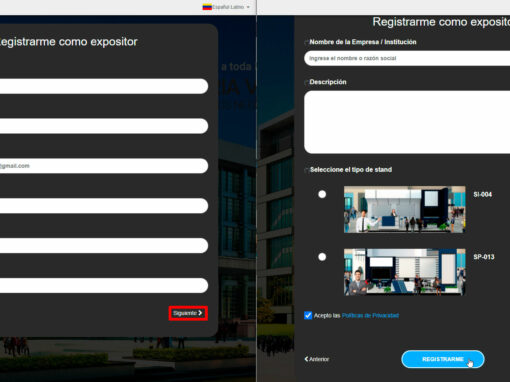 Español-Latino
Registrarme como expositor
a toda
@gmail.com
Siguiente
Registrarme como exposito
Nombre de la Empresa / Institución
Ingrese el nombre o razón social
Descripción
Seleccione el tipo de stand
SI-004
SP-013
Acepto las Políticas de Privacidad
Anterior
REGISTRARME